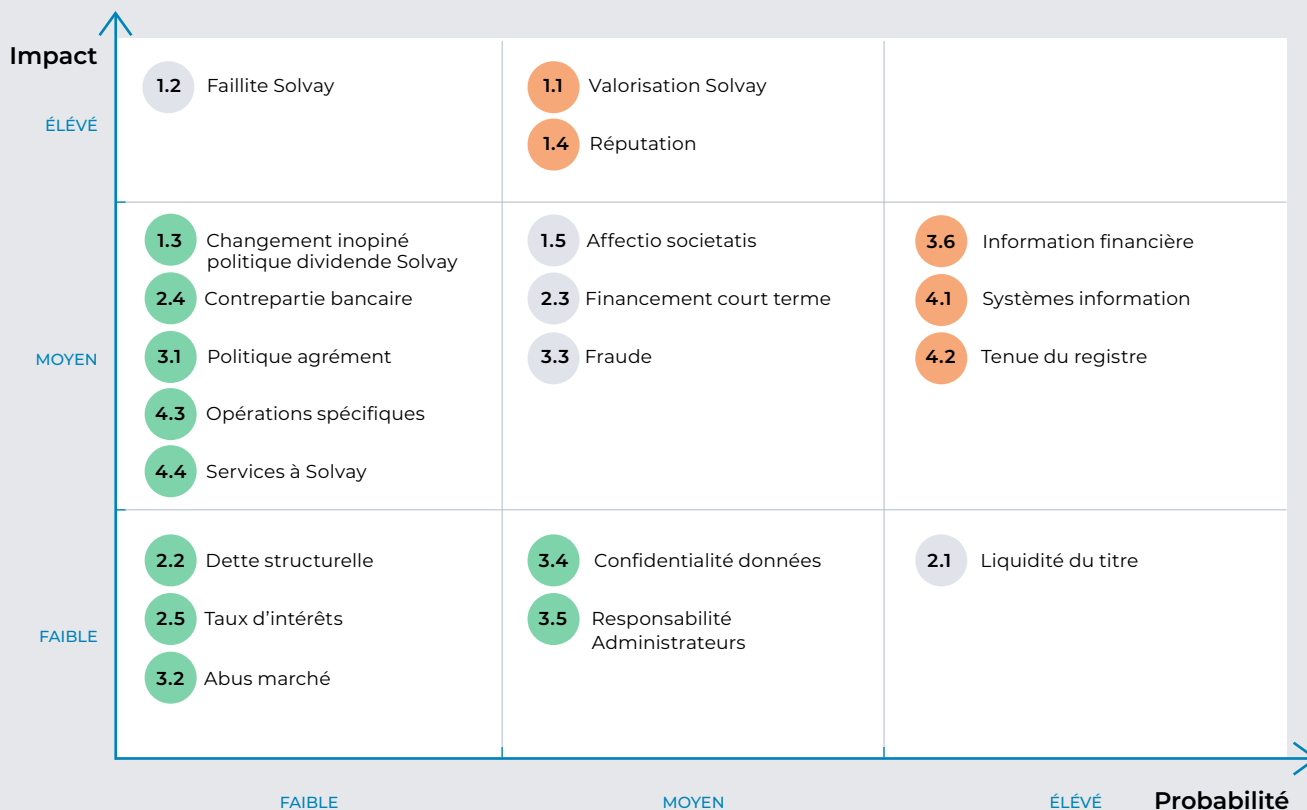 Impact
ÉLÉVÉ
1.2 Faillite Solvay
1.1 Valorisation Solvay
1.4 Réputation
MOYEN
1.3 Changement inopiné
politique dividende Solvay
2.4 Contrepartie bancaire
3.1 Politique agrément
4.3 Opérations spécifiques
4.4 Services à Solvay
1.5 Affectio societatis
2.3 Financement court terme
3.3 Fraude
3.6 Information financière
4.1 Systèmes information
4.2 Tenue du registre
FAIBLE
2.2 Dette structurelle
2.5 Taux d’intérêts
3.2 Abus marché
3.4 Confidentialité données
3.5 Responsabilité
Administrateurs
2.1 Liquidité du titre
FAIBLE
MOYEN
ÉLÉVÉ
Probabilité